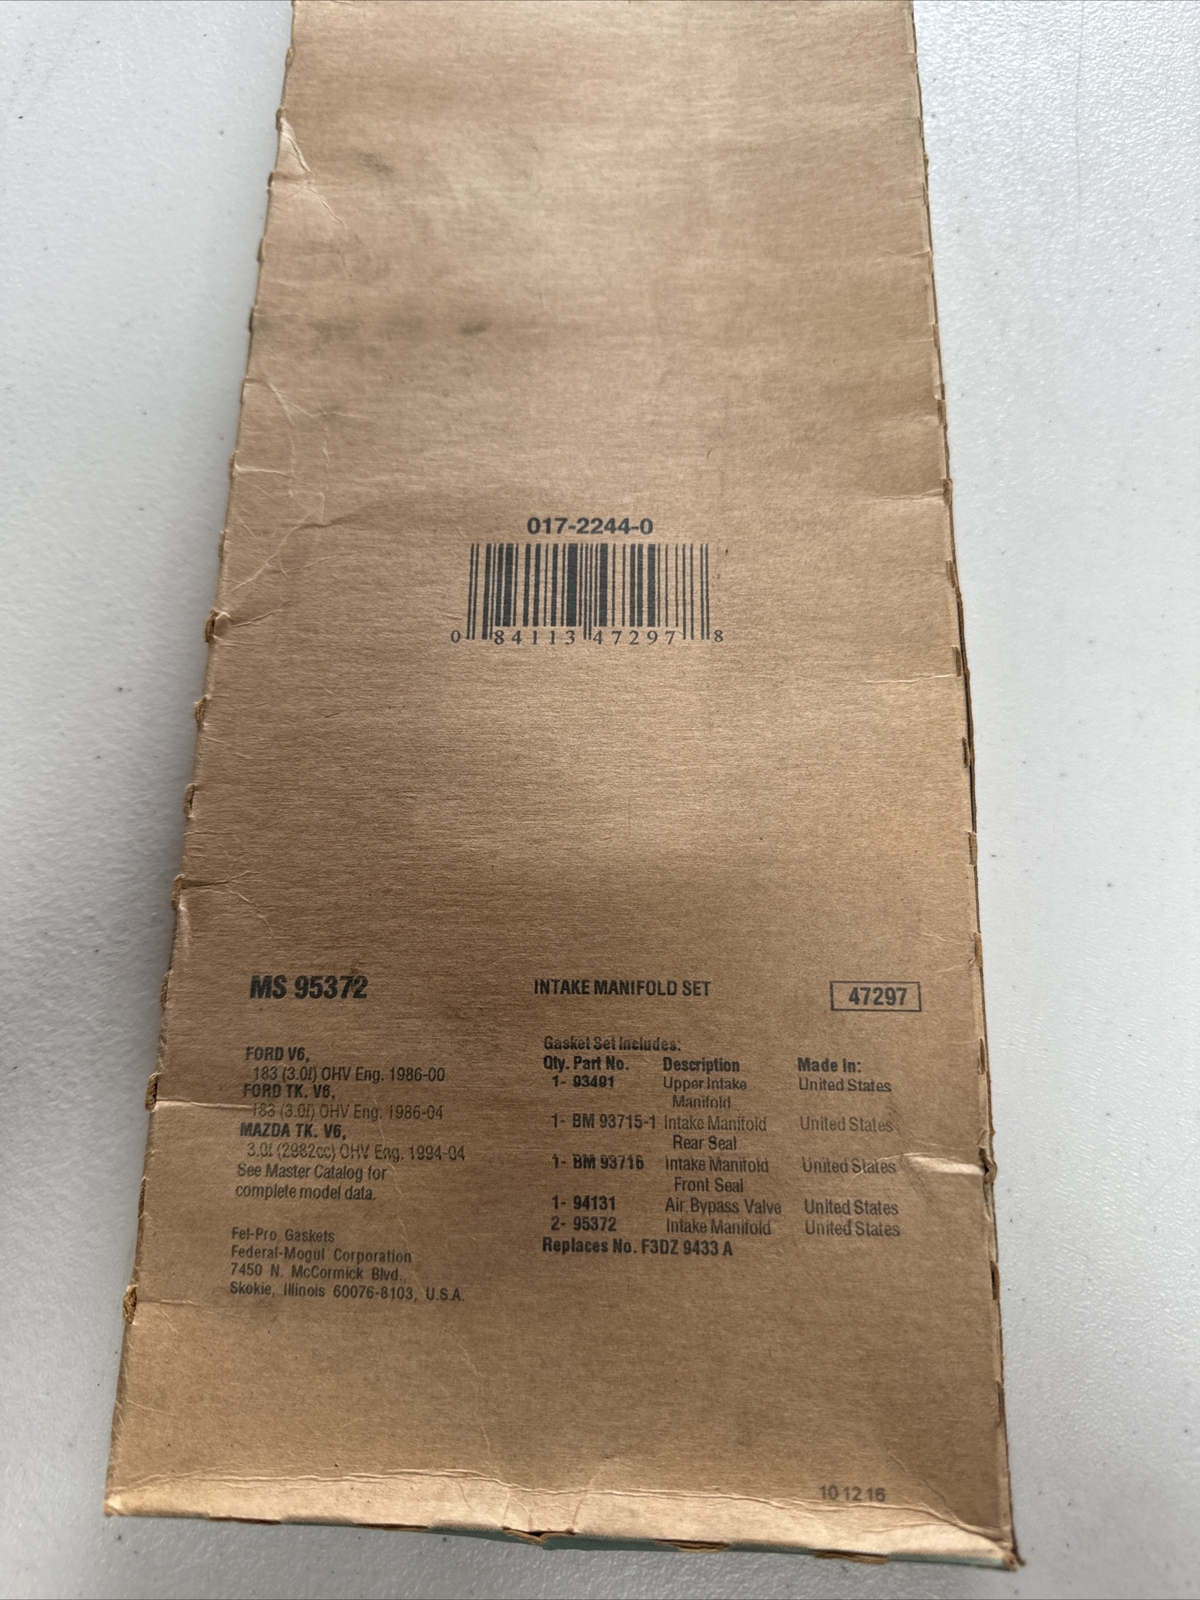 017-2244-0
0 84113 47297 8
MS 95372
INTAKE MANIFOLD SET
47297
FORD V6,
183 (3.0ℓ) OHV Eng. 1986-00
FORD TK. V6,
183 (3.0ℓ) OHV Eng. 1986-04
MAZDA TK. V6,
3.0ℓ (2982cc) OHV Eng. 1994-04
See Master Catalog for
complete model data.
Fel-Pro Gaskets
Federal-Mogul Corporation
7450 N. McCormick Blvd.,
Skokie, Illinois 60076-8103, U.S.A.
Gasket Set Includes:
Qty. Part No. Description Made In:
1- 93491 Upper Intake United States
Manifold
1- BM 93715-1 Intake Manifold United States
Rear Seal
1- BM 93716 Intake Manifold United States
Front Seal
1- 94131 Air Bypass Valve United States
2- 95372 Intake Manifold United States
Replaces No. F3DZ 9433 A
10 12 16